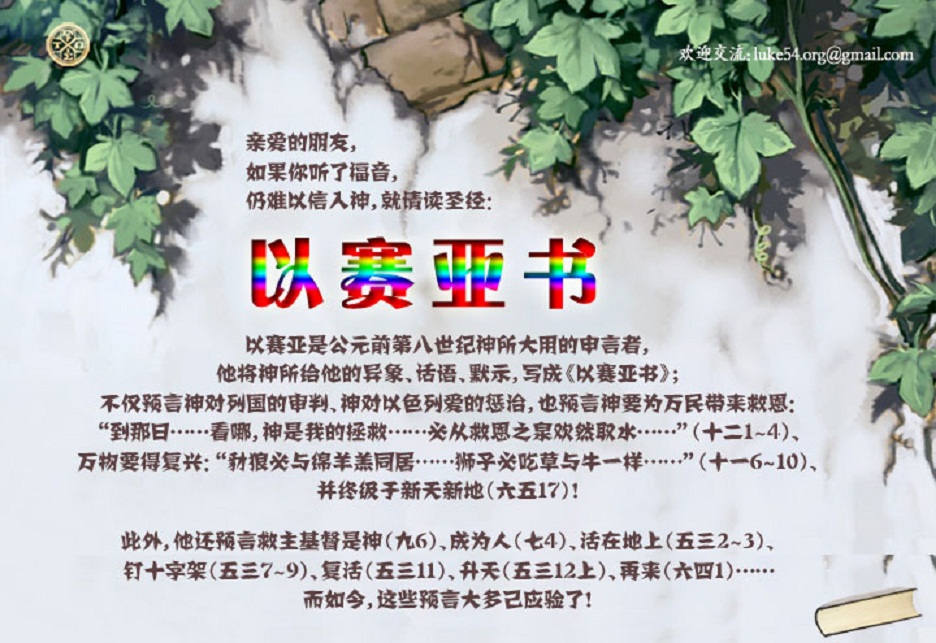 欢迎交流:luke54.org@gmail.com
亲爱的朋友,
如果你听了福音,
仍难以信入神,就请读圣经:
以赛亚书
以赛亚是公元前第八世纪神所大用的申言者,
他将神所给他的异象、话语、默示,写成《以赛亚书》;
不仅预言神对列国的审判、神对以色列爱的惩治,也预言神要为万民带来救恩:
“到那日……看哪,神是我的拯救……必从救恩之泉欢然取水……”(十二1~4)、
万物要得复兴:“豺狼必与绵羊羔同居……狮子必吃草与牛一样……”(十一6~10)、
并终极于新天新地(六五17)!
此外,他还预言救主基督是神(九6)、成为人(七4)、活在地上(五三2~3)、
钉十字架(五三7~9)、复活(五三11)、升天(五三12上)、再来(六四1)……
而如今,这些预言大多已应验了!